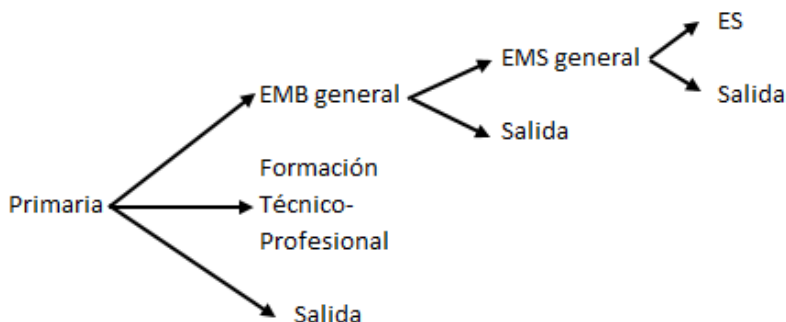 ES
EMS general
Salida
EMB general
Salida
Formación
Técnico-
Profesional
Primaria
Salida